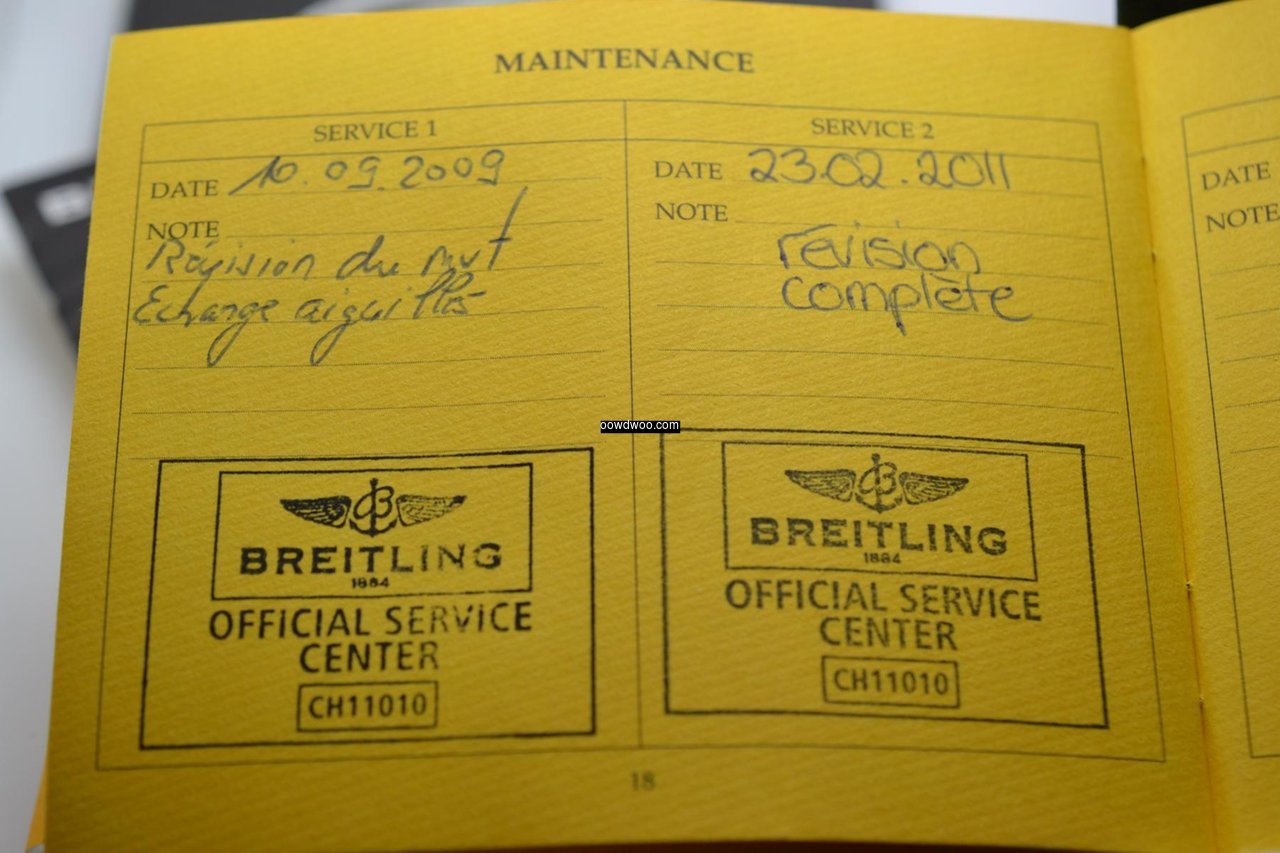 MAINTENANCE
SERVICE 1
DATE 10.09.2009
NOTE
Révision du mvt
Echange aiguilles
BREITLING
1884
OFFICIAL SERVICE
CENTER
CH11010
SERVICE 2
DATE 23.02.2011
NOTE
révision
complète
BREITLING
1884
OFFICIAL SERVICE
CENTER
CH11010
18
DATE
NOTE
oowdwoo.com